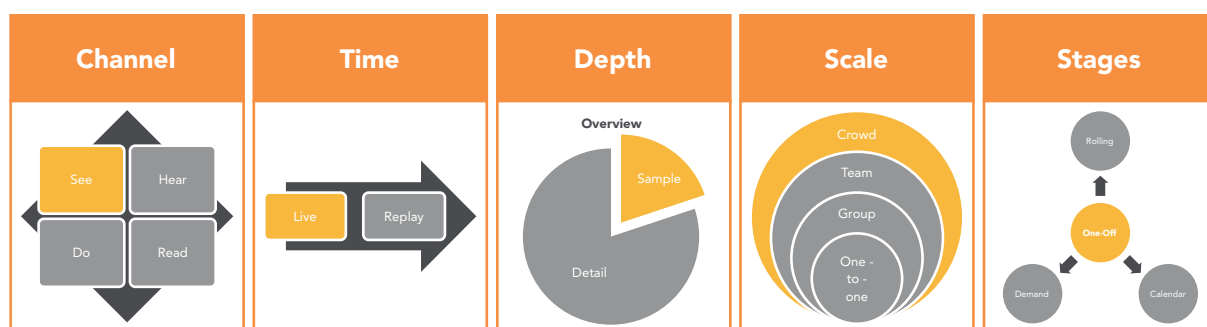 Channel
Time
Depth
Scale
Stages
See
Hear
Do
Read
Live
Replay
Overview
Sample
Detail
Crowd
Team
Group
One -
to -
one
Rolling
One-Off
Demand
Calendar